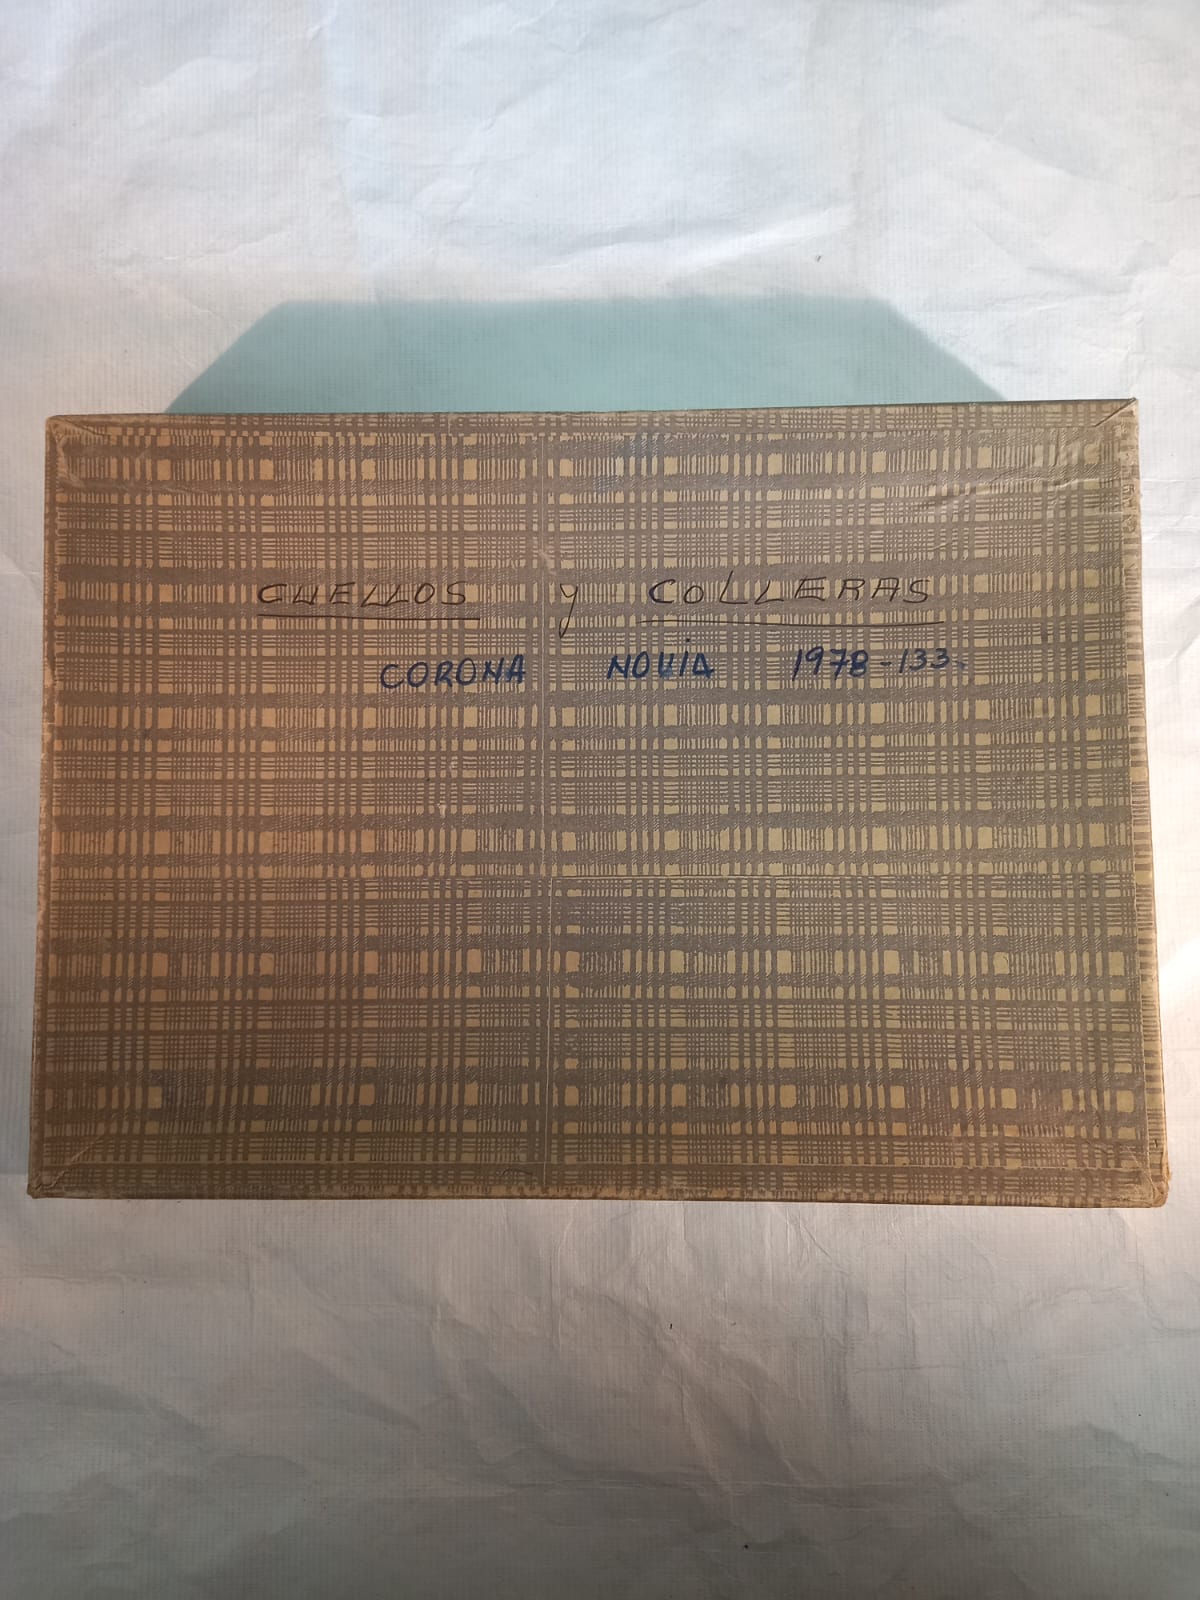 CUELLOS y COLLERAS
CORONA NOVIA 1978-133.